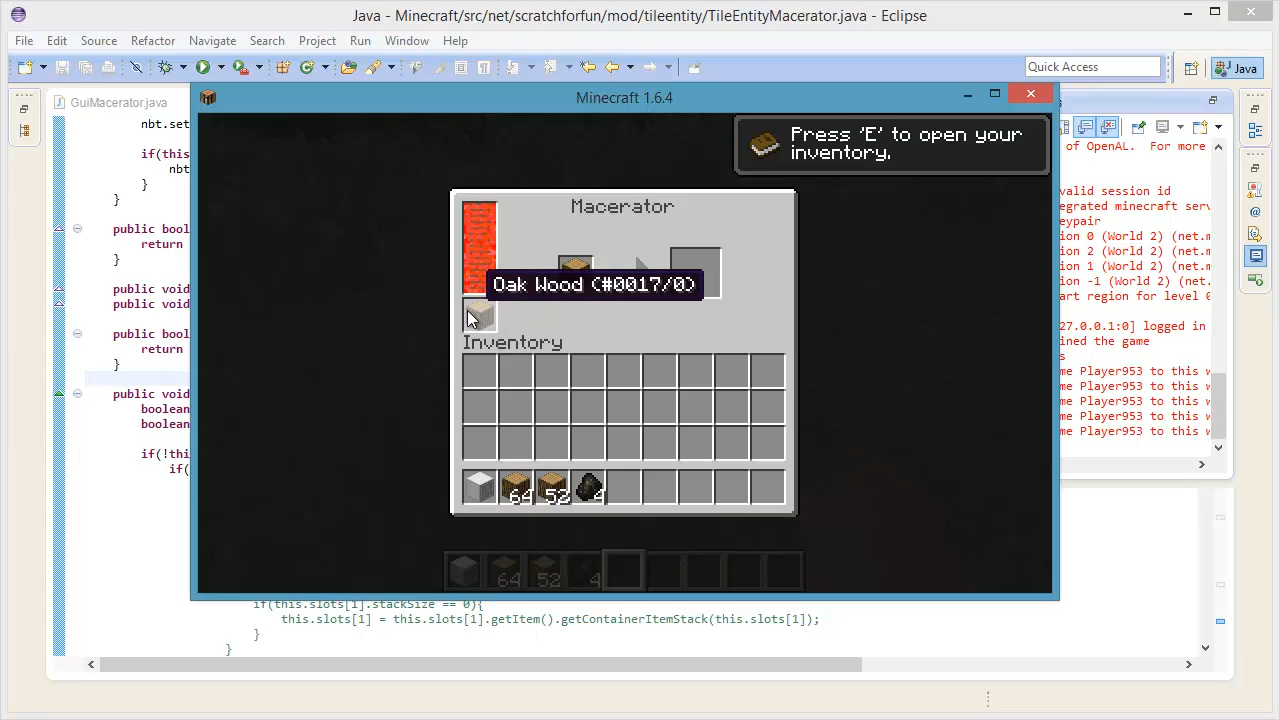 Java - Minecraft/src/net/scratchforfun/mod/tileentity/TileEntityMacerator.java - Eclipse
File Edit Source Refactor Navigate Search Project Run Window Help
Quick Access
Java
GuiMacerator.java
Minecraft 1.6.4
Press 'E' to open your
inventory.
Macerator
Oak Wood (#0017/0)
Inventory
64 52 4
64 52 4
nbt.set
if(this
nbt
}
}
public bool
return
}
public void
public void
public bool
return
}
public void
boolean
boolean
if(!thi
if(
if(this.slots[1].stackSize == 0){
this.slots[1] = this.slots[1].getItem().getContainerItemStack(this.slots[1]);
}
}
of OpenAL. For more
valid session id
tegrated minecraft serv
eypair
ion 0 (World 2) (net.m
ion 2 (World 2) (net.m
ion 1 (World 2) (net.m
ion -1 (World 2) (net.m
art region for level 0
27.0.0.1:0] logged in
ined the game
s
me Player953 to this w
me Player953 to this w
me Player953 to this w
me Player953 to this w
me Player953 to this w